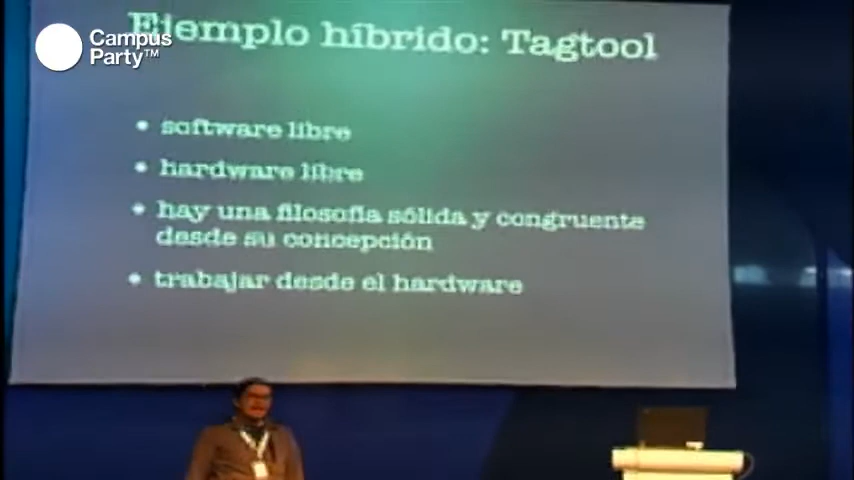 Campus
Party™
Ejemplo híbrido: Tagtool
• software libre
• hardware libre
• hay una filosofía sólida y congruente
desde su concepción
• trabajar desde el hardware